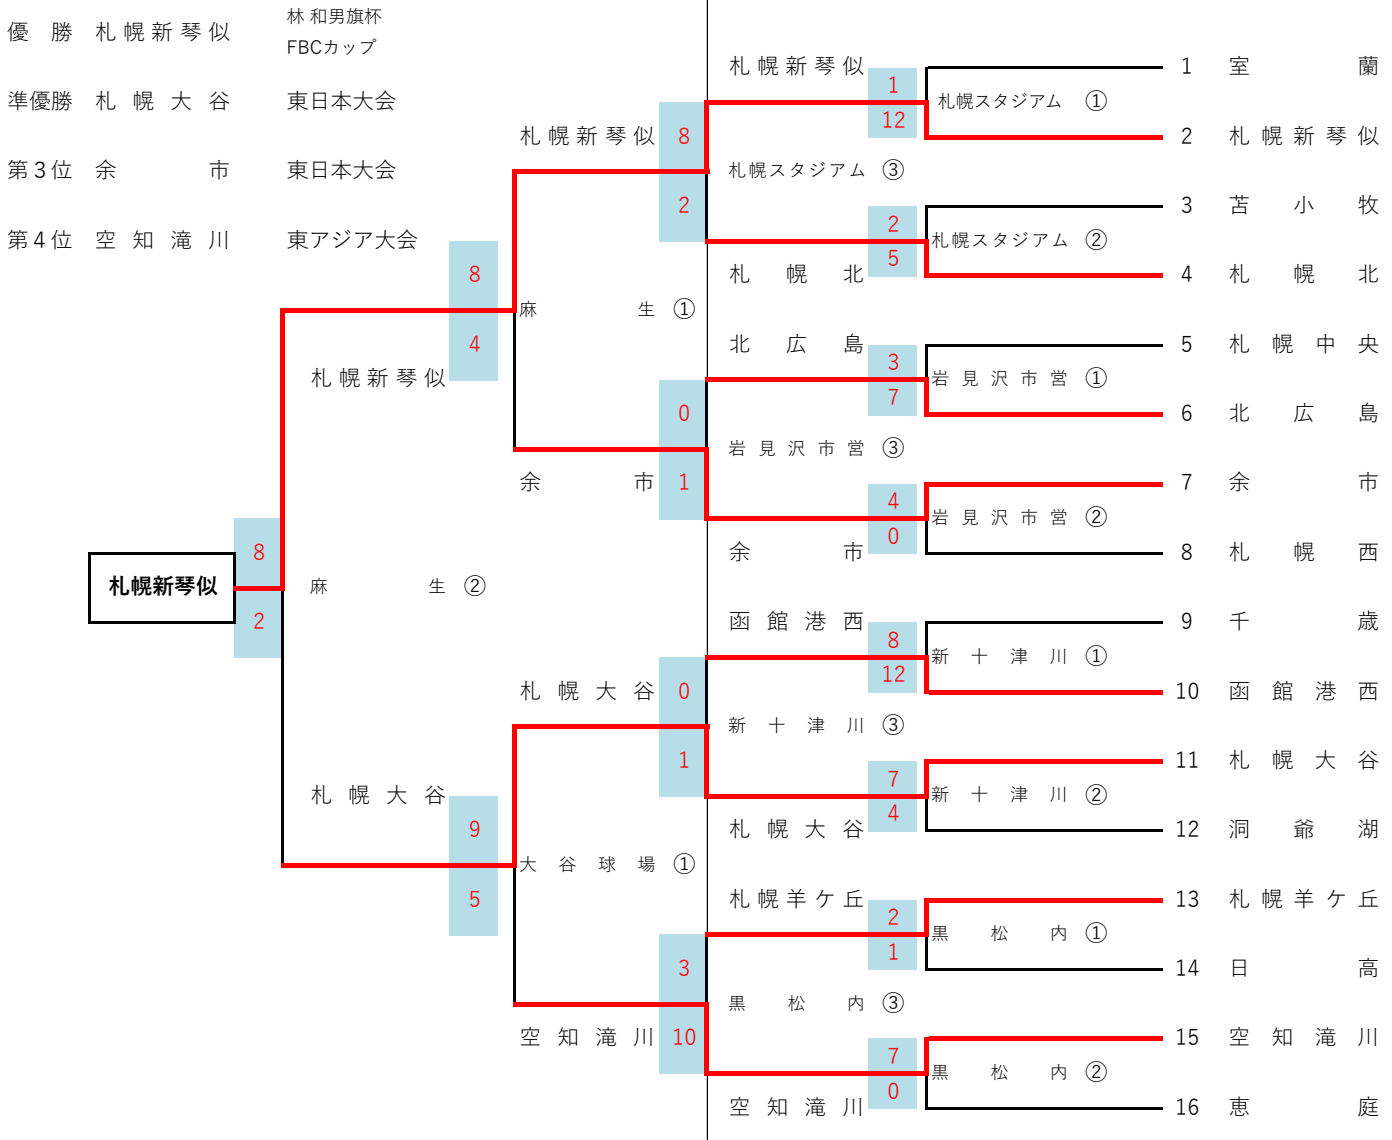 優勝 札幌新琴似 林 和男旗杯
FBCカップ
準優勝 札幌大谷 東日本大会
第3位 余市 東日本大会
第4位 空知滝川 東アジア大会
札幌新琴似
8
2
麻生 ②
札幌新琴似
8
4
麻生 ①
札幌大谷
9
5
大谷球場 ①
札幌新琴似
8
2
札幌スタジアム ③
余市
0
1
岩見沢市営 ③
札幌大谷
0
1
新十津川 ③
空知滝川
3
10
黒松内 ③
札幌新琴似
1
12
札幌スタジアム ①
札幌北
2
5
札幌スタジアム ②
北広島
3
7
岩見沢市営 ①
余市
4
0
岩見沢市営 ②
函館港西
8
12
新十津川 ①
札幌大谷
7
4
新十津川 ②
札幌羊ケ丘
2
1
黒松内 ①
空知滝川
7
0
黒松内 ②
1 室蘭
2 札幌新琴似
3 苫小牧
4 札幌北
5 札幌中央
6 北広島
7 余市
8 札幌西
9 千歳
10 函館港西
11 札幌大谷
12 洞爺湖
13 札幌羊ケ丘
14 日高
15 空知滝川
16 恵庭